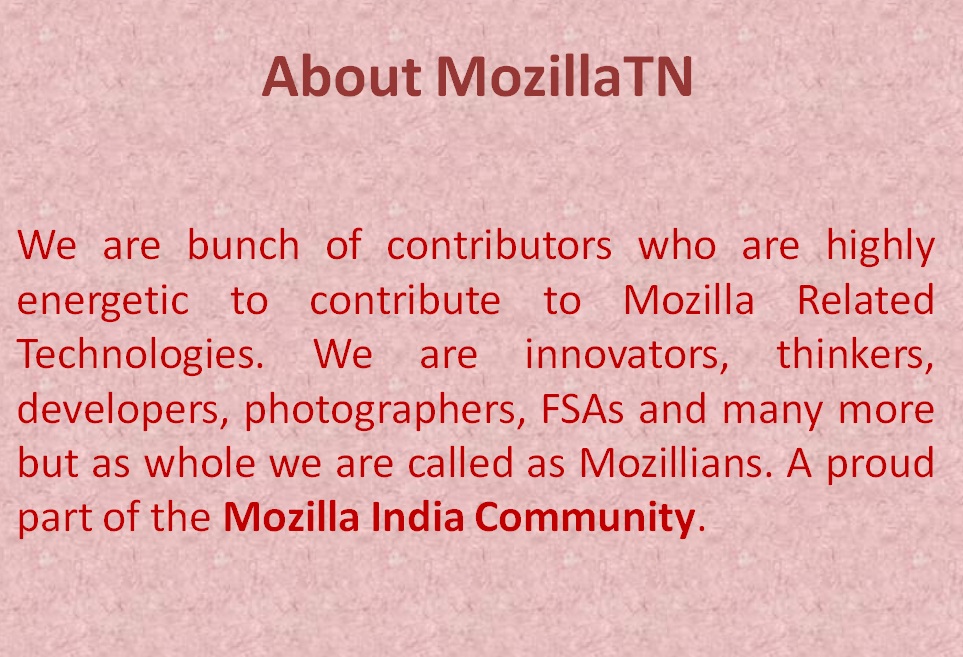 About MozillaTN
We are bunch of contributors who are highly
energetic to contribute to Mozilla Related
Technologies. We are innovators, thinkers,
developers, photographers, FSAs and many more
but as whole we are called as Mozillians. A proud
part of the Mozilla India Community.